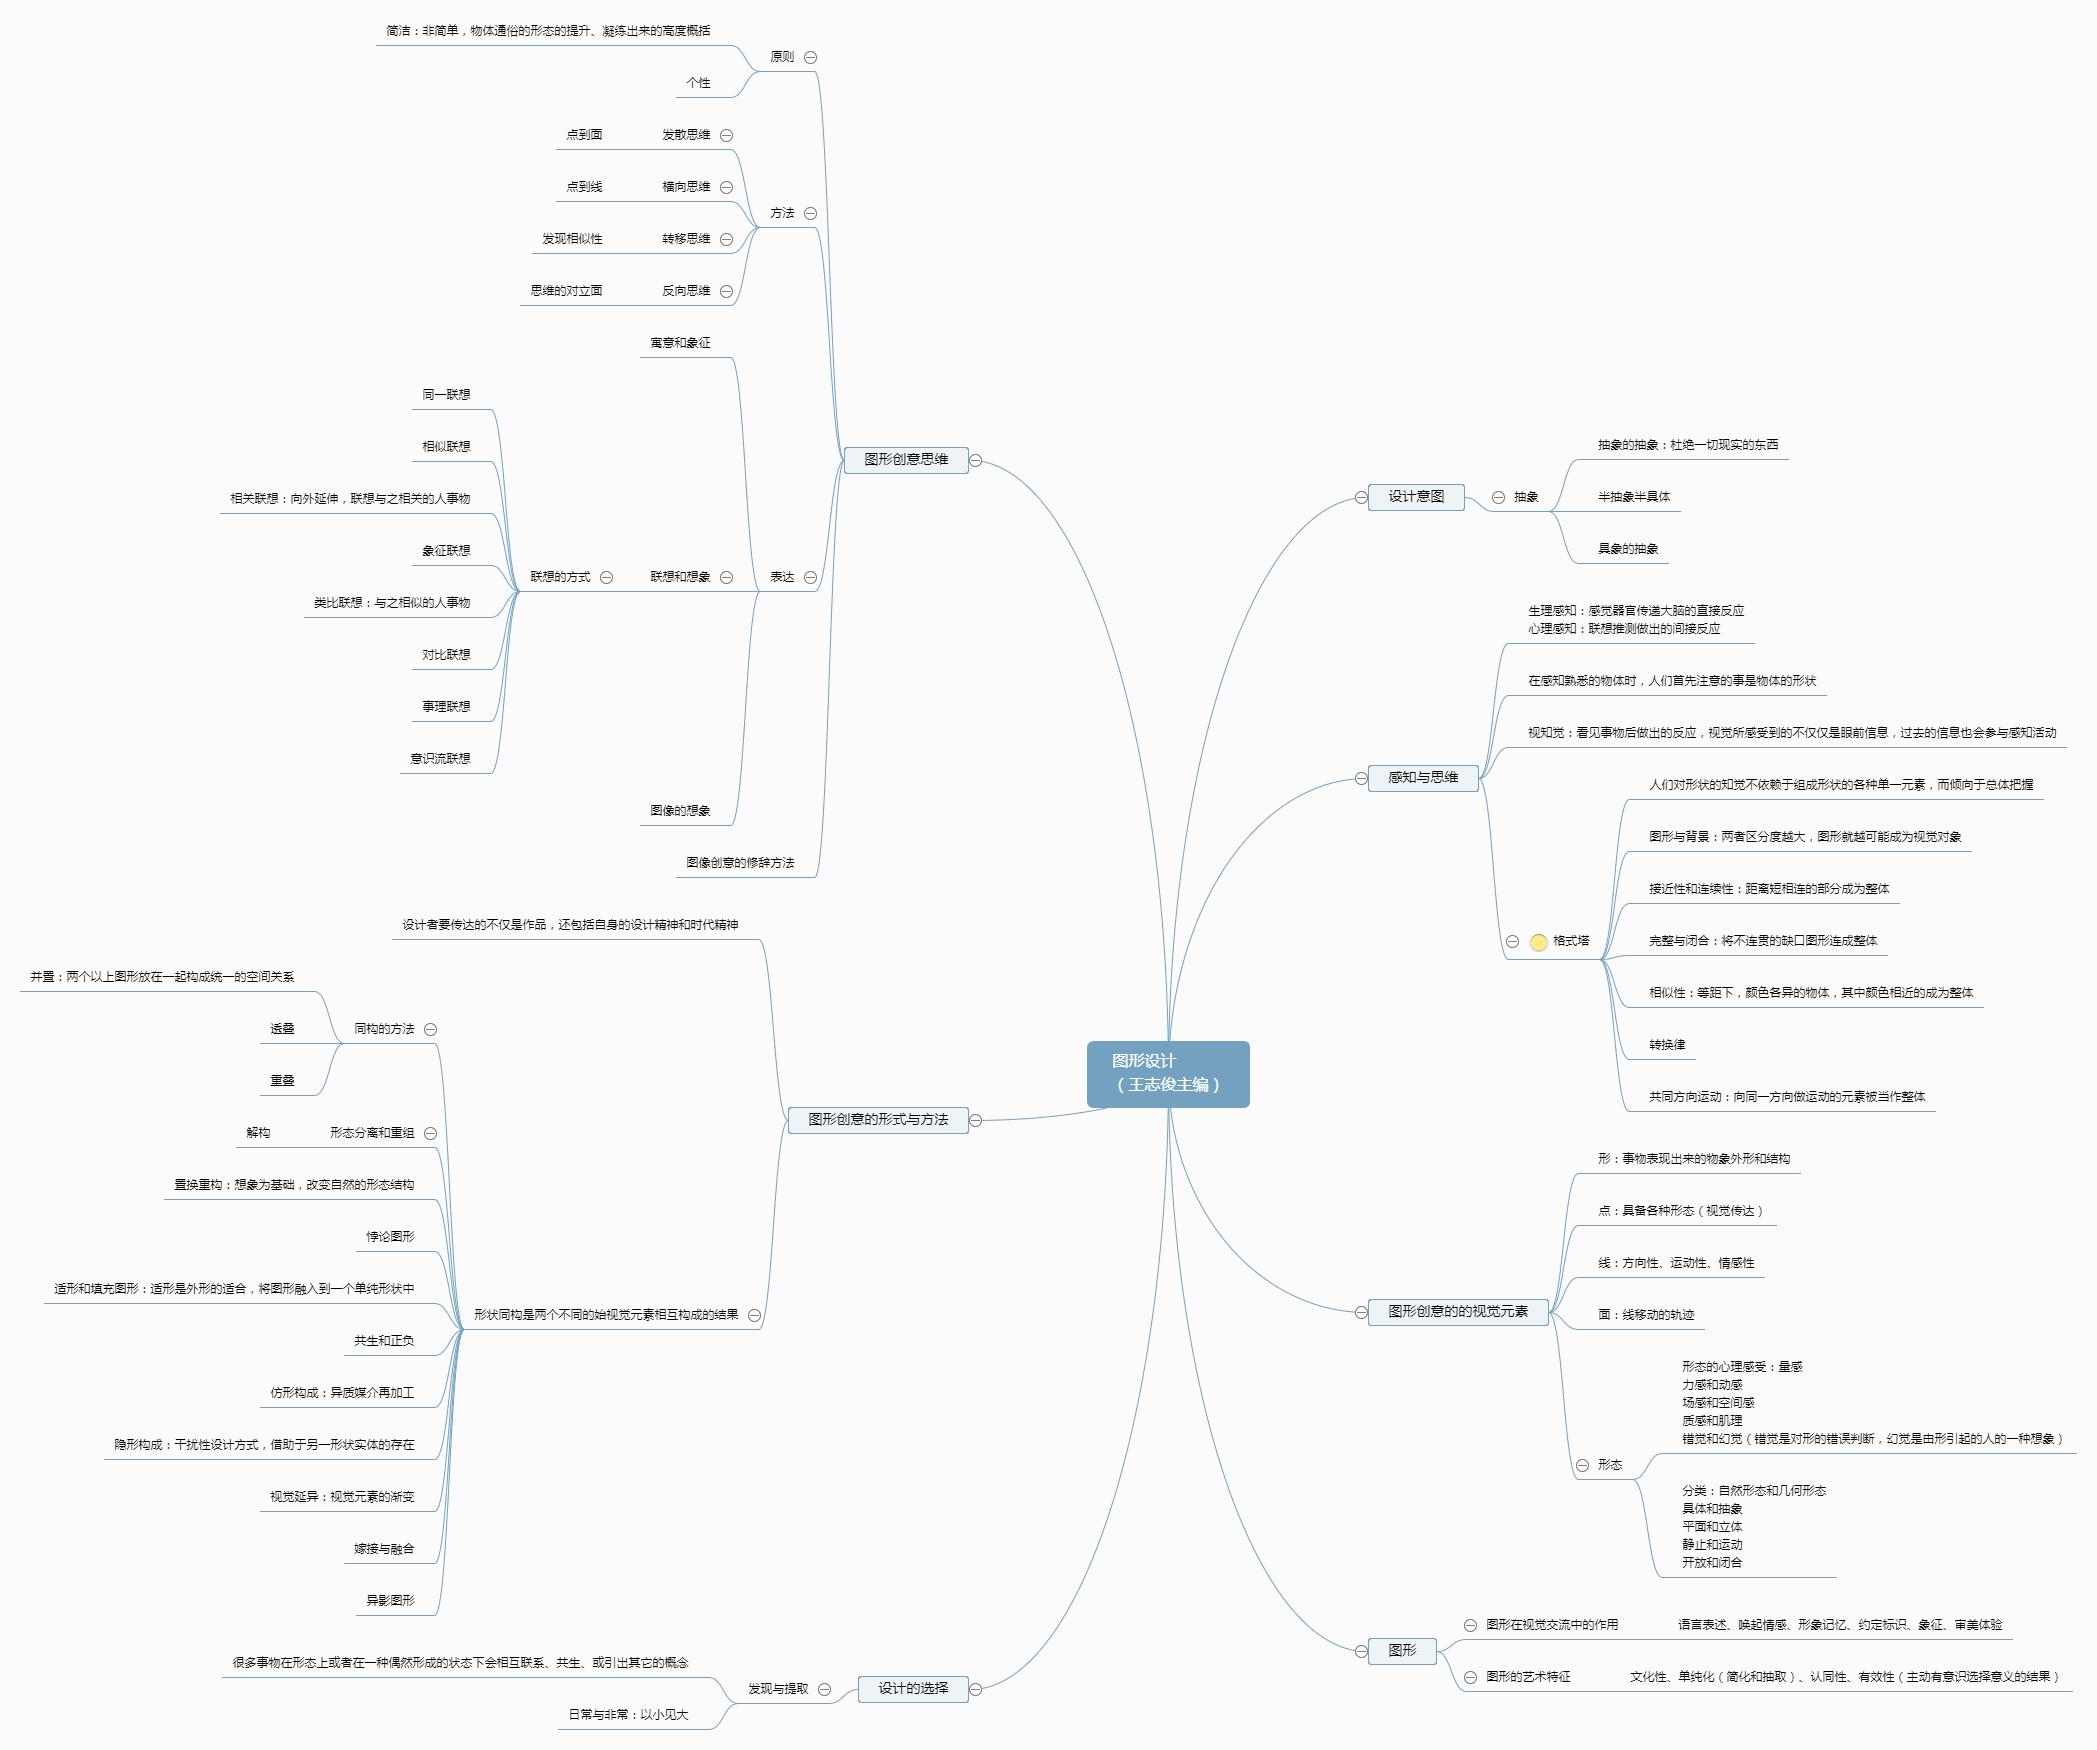 图形设计
（王志俊主编）
设计意图
抽象
抽象的抽象：杜绝一切现实的东西
半抽象半具体
具象的抽象
感知与思维
生理感知：感觉器官传递大脑的直接反应
心理感知：联想推测做出的间接反应
在感知熟悉的物体时，人们首先注意的事是物体的形状
视知觉：看见事物后做出的反应，视觉所感受到的不仅仅是眼前信息，过去的信息也会参与感知活动
格式塔
人们对形状的知觉不依赖于组成形状的各种单一元素，而倾向于总体把握
图形与背景：两者区分度越大，图形就越可能成为视觉对象
接近性和连续性：距离短相连的部分成为整体
完整与闭合：将不连贯的缺口图形连成整体
相似性：等距下，颜色各异的物体，其中颜色相近的成为整体
转换律
共同方向运动：向同一方向做运动的元素被当作整体
图形创意的的视觉元素
形：事物表现出来的物象外形和结构
点：具备各种形态（视觉传达）
线：方向性、运动性、情感性
面：线移动的轨迹
形态
形态的心理感受：量感
力感和动感
场感和空间感
质感和肌理
错觉和幻觉（错觉是对形的错误判断，幻觉是由形引起的人的一种想象）
分类：自然形态和几何形态
具体和抽象
平面和立体
静止和运动
开放和闭合
图形
图形在视觉交流中的作用
语言表述、唤起情感、形象记忆、约定标识、象征、审美体验
图形的艺术特征
文化性、单纯化（简化和抽取）、认同性、有效性（主动有意识选择意义的结果）
图形创意思维
原则
简洁：非简单，物体通俗的形态的提升、凝练出来的高度概括
个性
方法
发散思维
点到面
横向思维
点到线
转移思维
发现相似性
反向思维
思维的对立面
表达
寓意和象征
联想和想象
联想的方式
同一联想
相似联想
相关联想：向外延伸，联想与之相关的人事物
象征联想
类比联想：与之相似的人事物
对比联想
事理联想
意识流联想
图像的想象
图像创意的修辞方法
图形创意的形式与方法
设计者要传达的不仅是作品，还包括自身的设计精神和时代精神
形状同构是两个不同的始视觉元素相互构成的结果
同构的方法
并置：两个以上图形放在一起构成统一的空间关系
透叠
重叠
形态分离和重组
解构
置换重构：想象为基础，改变自然的形态结构
悖论图形
适形和填充图形：适形是外形的适合，将图形融入到一个单纯形状中
共生和正负
仿形构成：异质媒介再加工
隐形构成：干扰性设计方式，借助于另一形状实体的存在
视觉延异：视觉元素的渐变
嫁接与融合
异影图形
设计的选择
发现与提取
很多事物在形态上或者在一种偶然形成的状态下会相互联系、共生、或引出其它的概念
日常与非常：以小见大